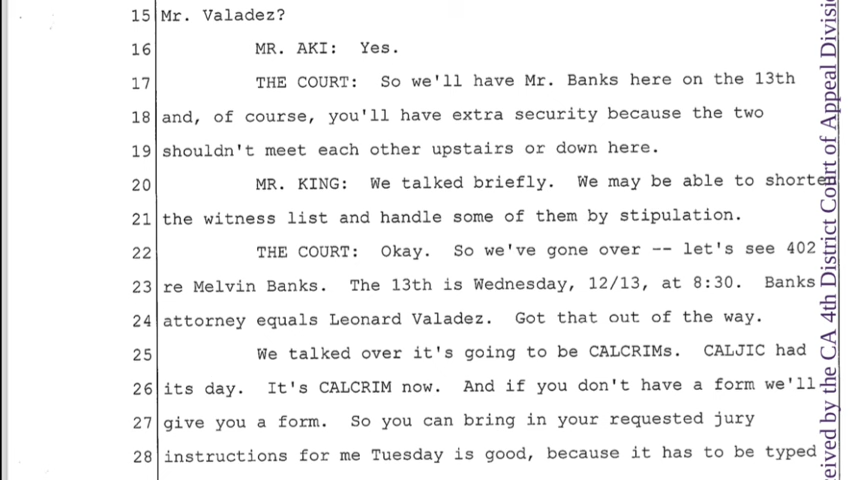 15 Mr. Valadez?
16 MR. AKI: Yes.
17 THE COURT: So we'll have Mr. Banks here on the 13th
18 and, of course, you'll have extra security because the two
19 shouldn't meet each other upstairs or down here.
20 MR. KING: We talked briefly. We may be able to shorten
21 the witness list and handle some of them by stipulation.
22 THE COURT: Okay. So we've gone over -- let's see 402
23 re Melvin Banks. The 13th is Wednesday, 12/13, at 8:30. Banks
24 attorney equals Leonard Valadez. Got that out of the way.
25 We talked over it's going to be CALCRIMs. CALJIC had
26 its day. It's CALCRIM now. And if you don't have a form we'll
27 give you a form. So you can bring in your requested jury
28 instructions for me Tuesday is good, because it has to be typed
eived by the CA 4th District Court of Appeal Divisi